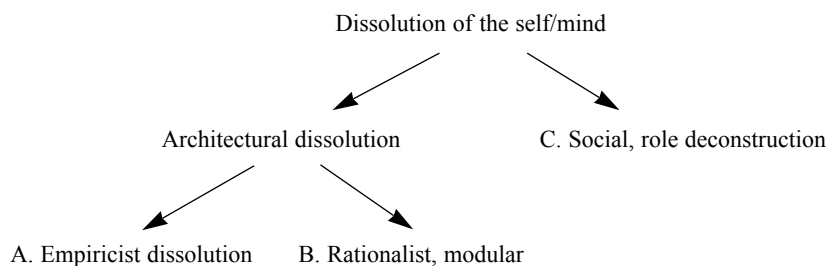 Dissolution of the self/mind
Architectural dissolution
C. Social, role deconstruction
A. Empiricist dissolution
B. Rationalist, modular